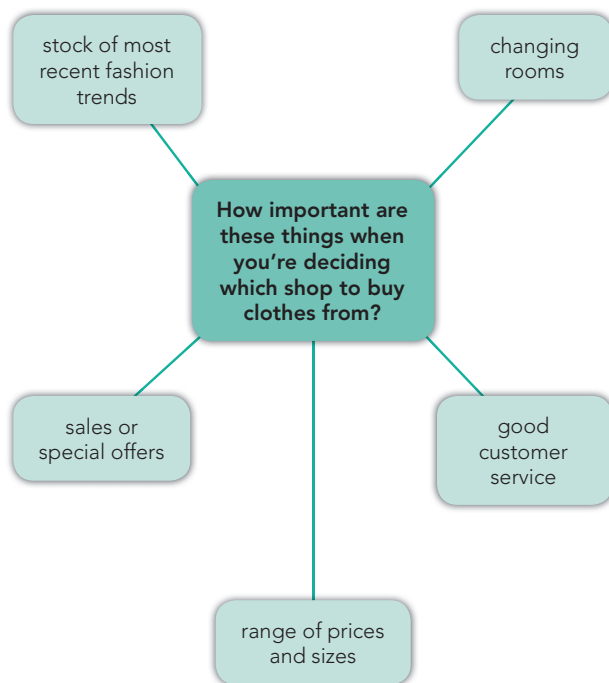 stock of most
recent fashion
trends
changing
rooms
How important are
these things when
you're deciding
which shop to buy
clothes from?
sales or
special offers
good
customer
service
range of prices
and sizes